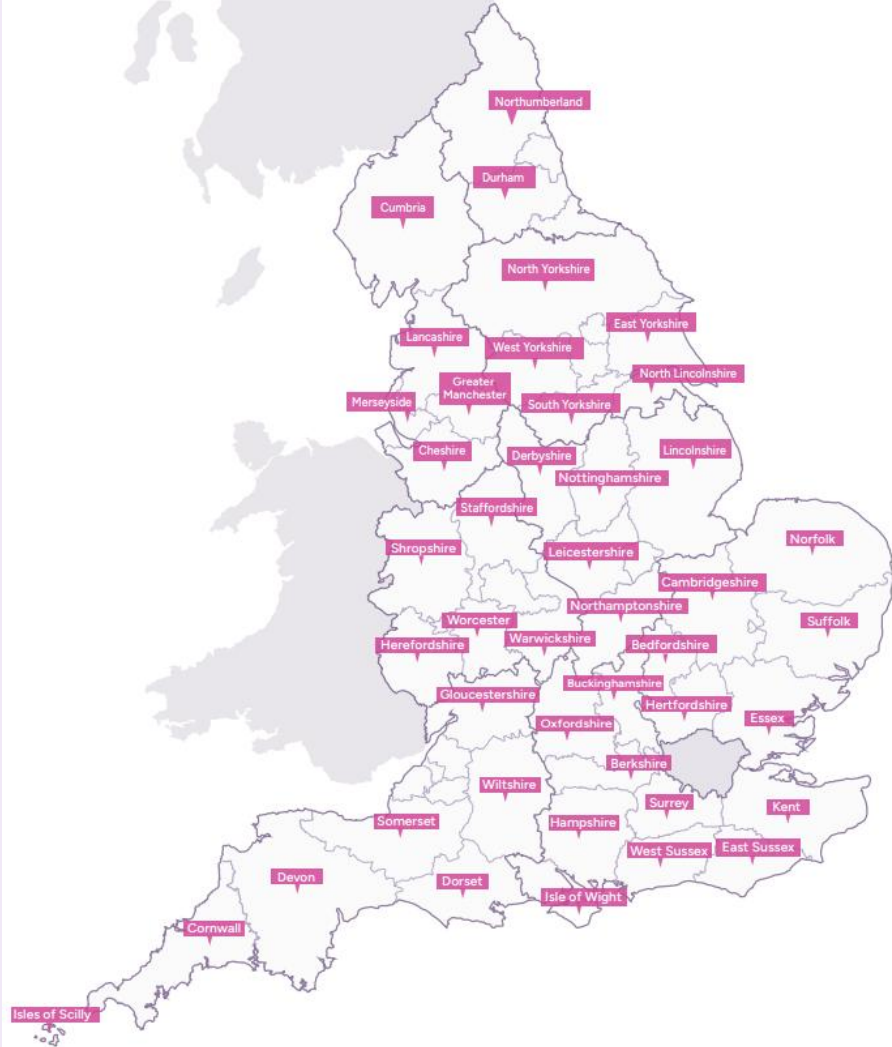 Northumberland
Durham
Cumbria
North Yorkshire
East Yorkshire
Lancashire
West Yorkshire
North Lincolnshire
Greater
Manchester
Merseyside
South Yorkshire
Cheshire
Derbyshire
Lincolnshire
Nottinghamshire
Staffordshire
Norfolk
Shropshire
Leicestershire
Cambridgeshire
Northamptonshire
Worcester
Suffolk
Warwickshire
Herefordshire
Bedfordshire
Buckinghamshire
Gloucestershire
Hertfordshire
Essex
Oxfordshire
Berkshire
Wiltshire
Surrey
Kent
Somerset
Hampshire
West Sussex
East Sussex
Devon
Dorset
Isle of Wight
Cornwall
Isles of Scilly